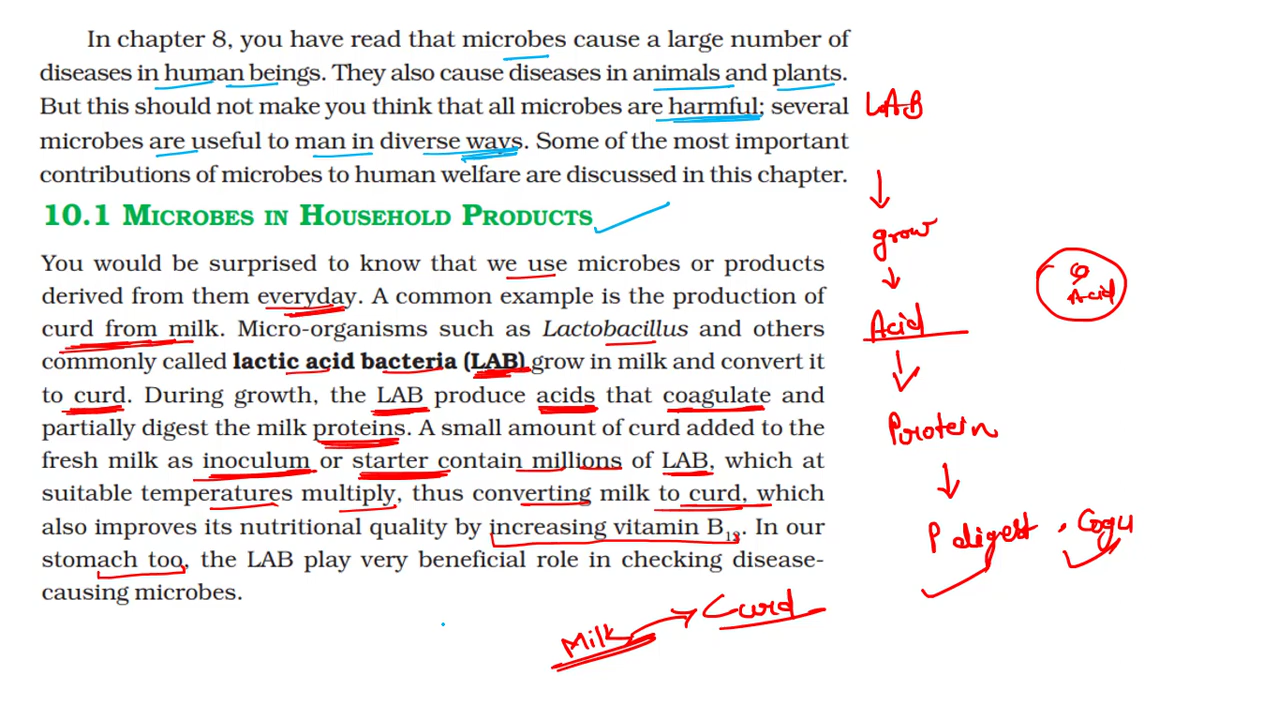 In chapter 8, you have read that microbes cause a large number of
diseases in human beings. They also cause diseases in animals and plants.
But this should not make you think that all microbes are harmful; several
microbes are useful to man in diverse ways. Some of the most important
contributions of microbes to human welfare are discussed in this chapter.
10.1 MICROBES IN HOUSEHOLD PRODUCTS
You would be surprised to know that we use microbes or products
derived from them everyday. A common example is the production of
curd from milk. Micro-organisms such as Lactobacillus and others
commonly called lactic acid bacteria (LAB) grow in milk and convert it
to curd. During growth, the LAB produce acids that coagulate and
partially digest the milk proteins. A small amount of curd added to the
fresh milk as inoculum or starter contain millions of LAB, which at
suitable temperatures multiply, thus converting milk to curd, which
also improves its nutritional quality by increasing vitamin B12. In our
stomach too, the LAB play very beneficial role in checking disease-
causing microbes.
Milk → Curd
LAB
↓
grow
↓
Acid
↓
Protein
↓
P digest . Cogu
Acid